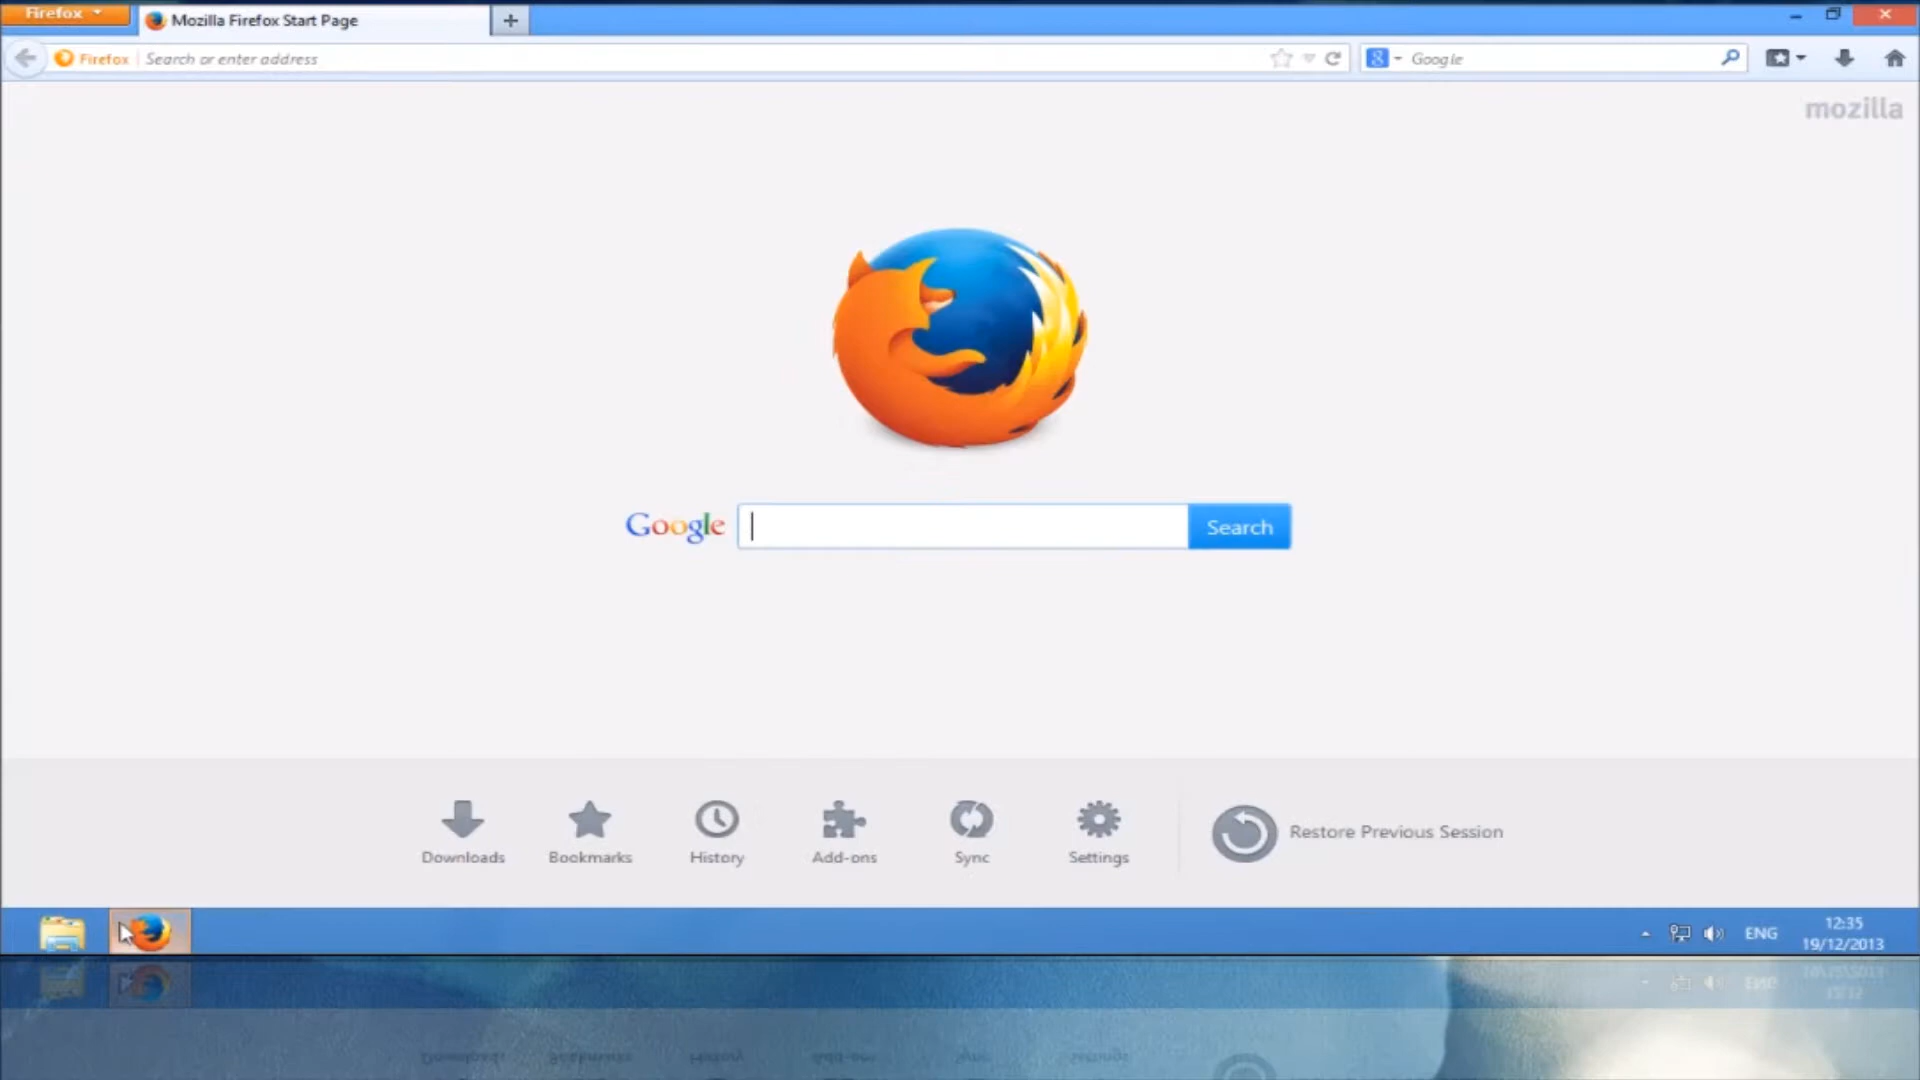 Firefox
Mozilla Firefox Start Page
Firefox
Search or enter address
Google
mozilla
Google
Search
Downloads
Bookmarks
History
Add-ons
Sync
Settings
Restore Previous Session
ENG
12:35
19/12/2013